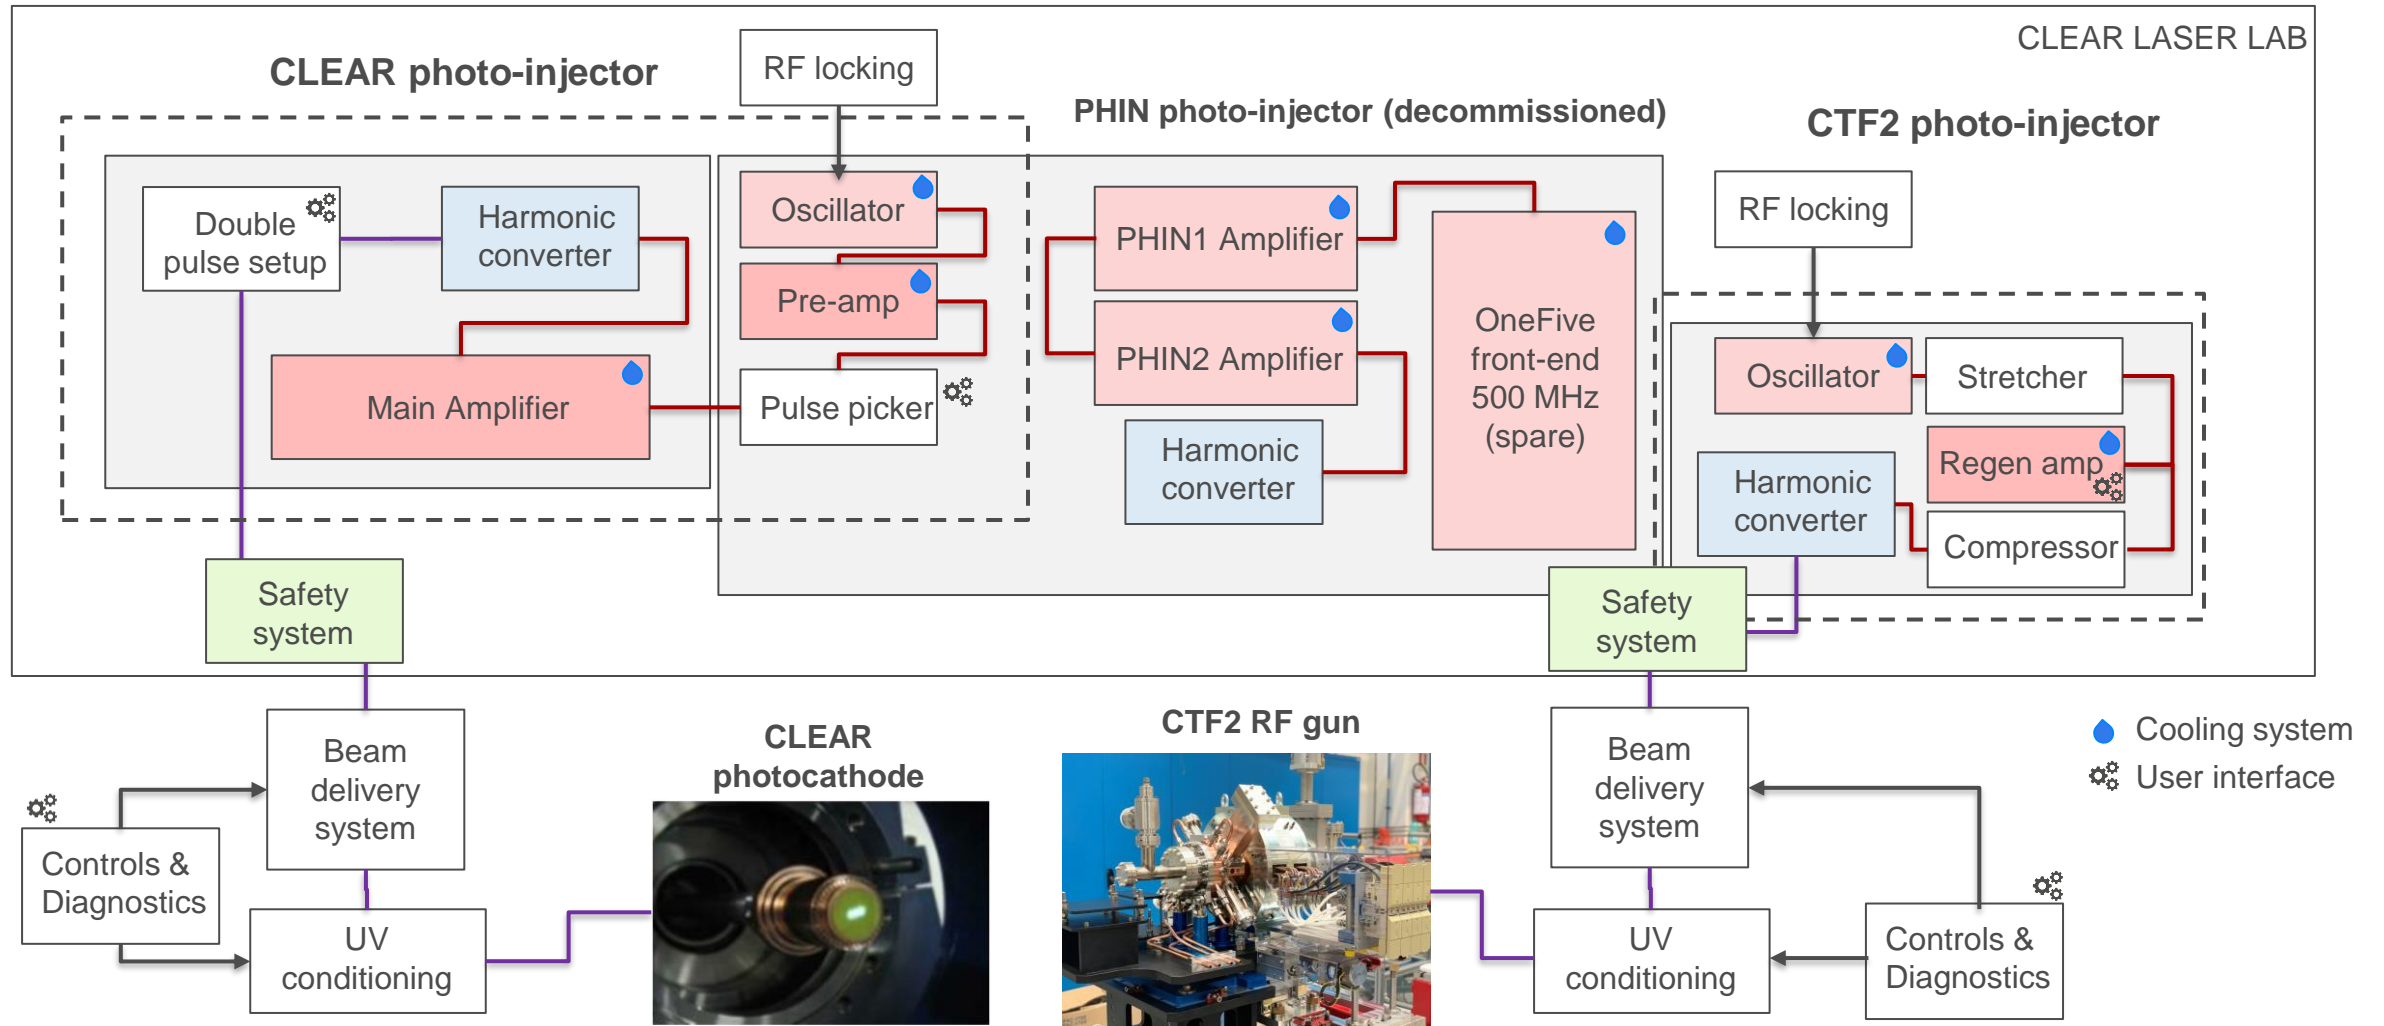 CLEAR LASER LAB
CLEAR photo-injector
RF locking
PHIN photo-injector (decommissioned)
CTF2 photo-injector
Double
pulse setup
Harmonic
converter
Main Amplifier
Oscillator
Pre-amp
Pulse picker
PHIN1 Amplifier
PHIN2 Amplifier
Harmonic
converter
OneFive
front-end
500 MHz
(spare)
RF locking
Oscillator
Stretcher
Regen amp
Compressor
Harmonic
converter
Safety
system
Safety
system
Beam
delivery
system
Controls &
Diagnostics
UV
conditioning
CLEAR
photocathode
CTF2 RF gun
Beam
delivery
system
UV
conditioning
Controls &
Diagnostics
Cooling system
User interface